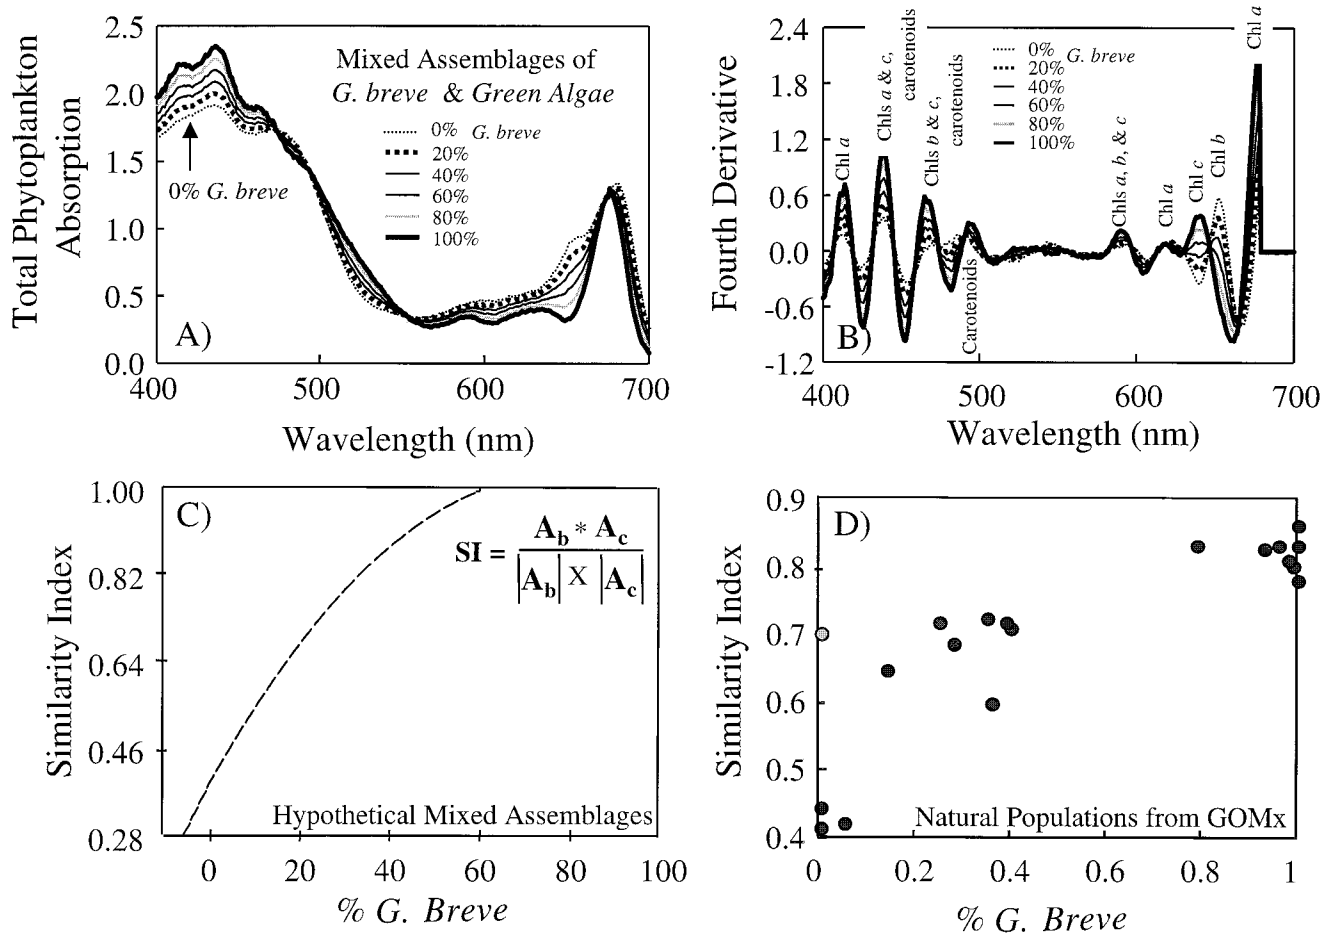 Total Phytoplankton
Absorption
2.5
2.0
1.5
1.0
0.5
0.0
Mixed Assemblages of
G. breve & Green Algae
0% G. breve
20%
40%
60%
80%
100%
0% G. breve
A)
400
500
600
700
Wavelength (nm)
Fourth Derivative
2.4
1.8
1.2
0.6
0.0
-0.6
-1.2
Chl a
Chls a & c,
carotenoids
Chls b & c,
carotenoids
Carotenoids
Chls a, b, & c
Chl a
Chl c
Chl b
Chl a
0% G. breve
20%
40%
60%
80%
100%
B)
400
500
600
700
Wavelength (nm)
Similarity Index
1.00
0.82
0.64
0.46
0.28
C)
SI = A_b * A_c
|A_b| X |A_c|
Hypothetical Mixed Assemblages
0
20
40
60
80
100
% G. Breve
Similarity Index
0.9
0.8
0.7
0.6
0.5
0.4
D)
Natural Populations from GOMx
0
0.2
0.4
0.6
0.8
1
% G. Breve